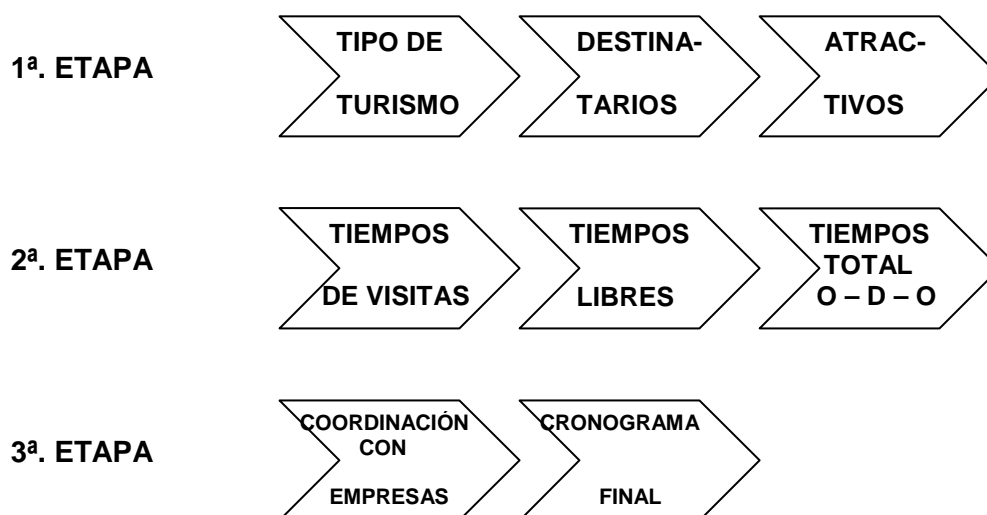 1ª. ETAPA
TIPO DE
TURISMO
DESTINA-
TARIOS
ATRAC-
TIVOS
2ª. ETAPA
TIEMPOS
DE VISITAS
TIEMPOS
LIBRES
TIEMPOS
TOTAL
O – D – O
3ª. ETAPA
COORDINACIÓN
CON
EMPRESAS
CRONOGRAMA
FINAL